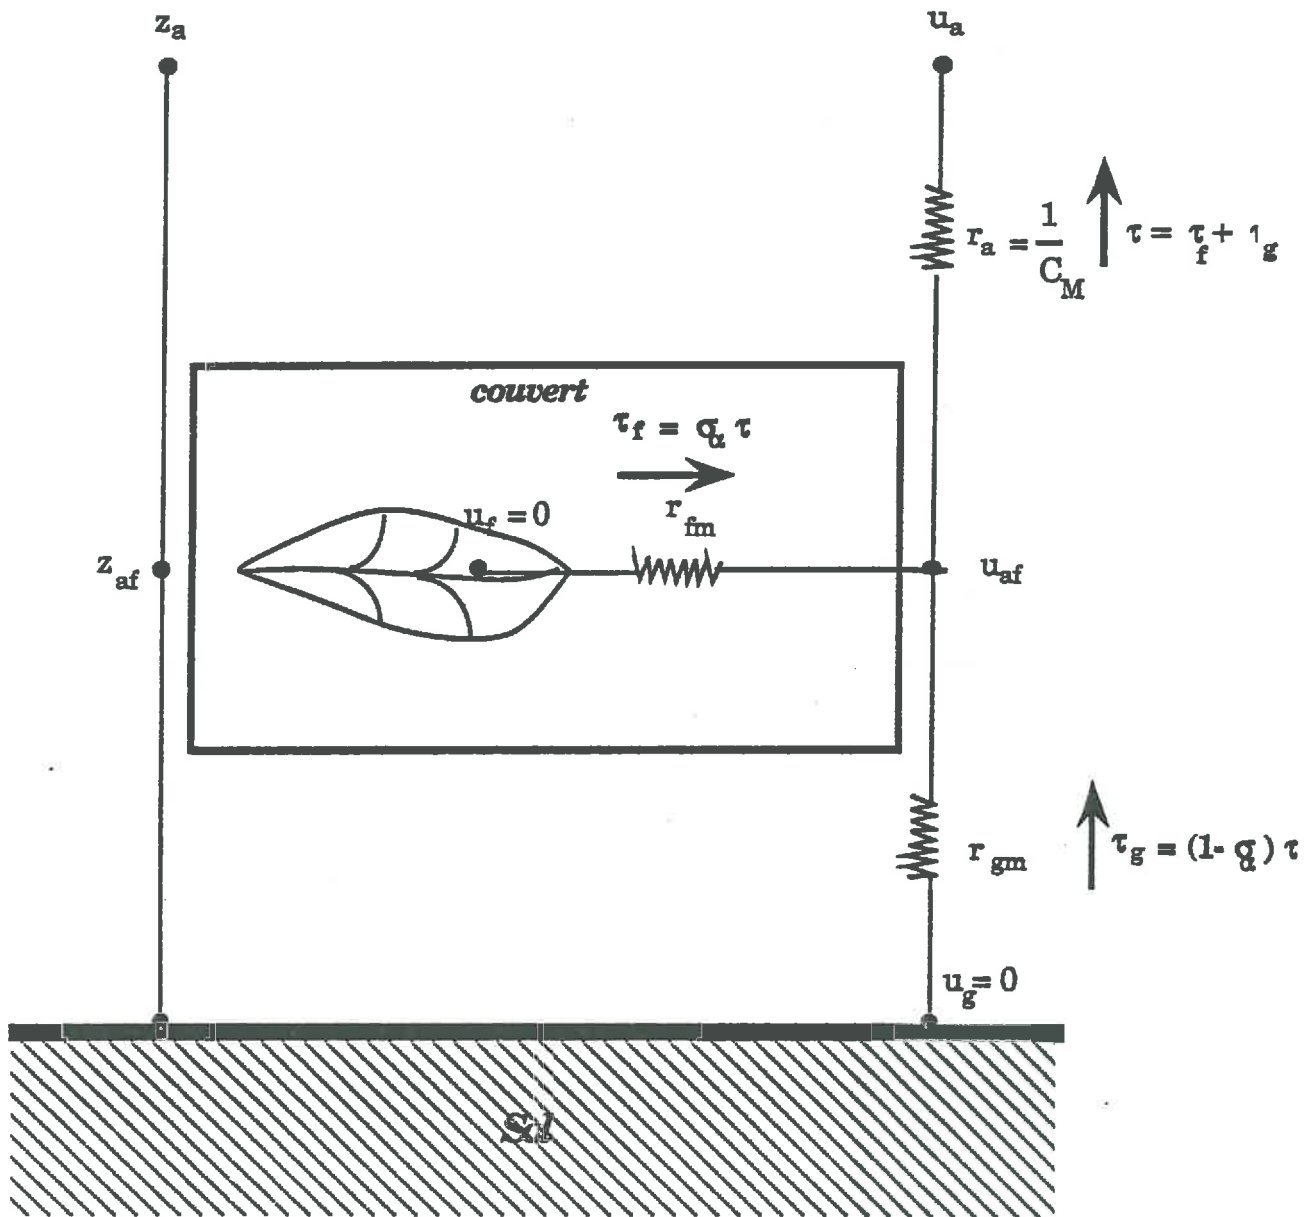 z_a
u_a
r_a = 1/C_M
τ = τ_f + τ_g
couvert
τ_f = σ_α τ
r_fm
u_f = 0
z_af
u_af
r_gm
τ_g = (1- σ_α) τ
u_g = 0